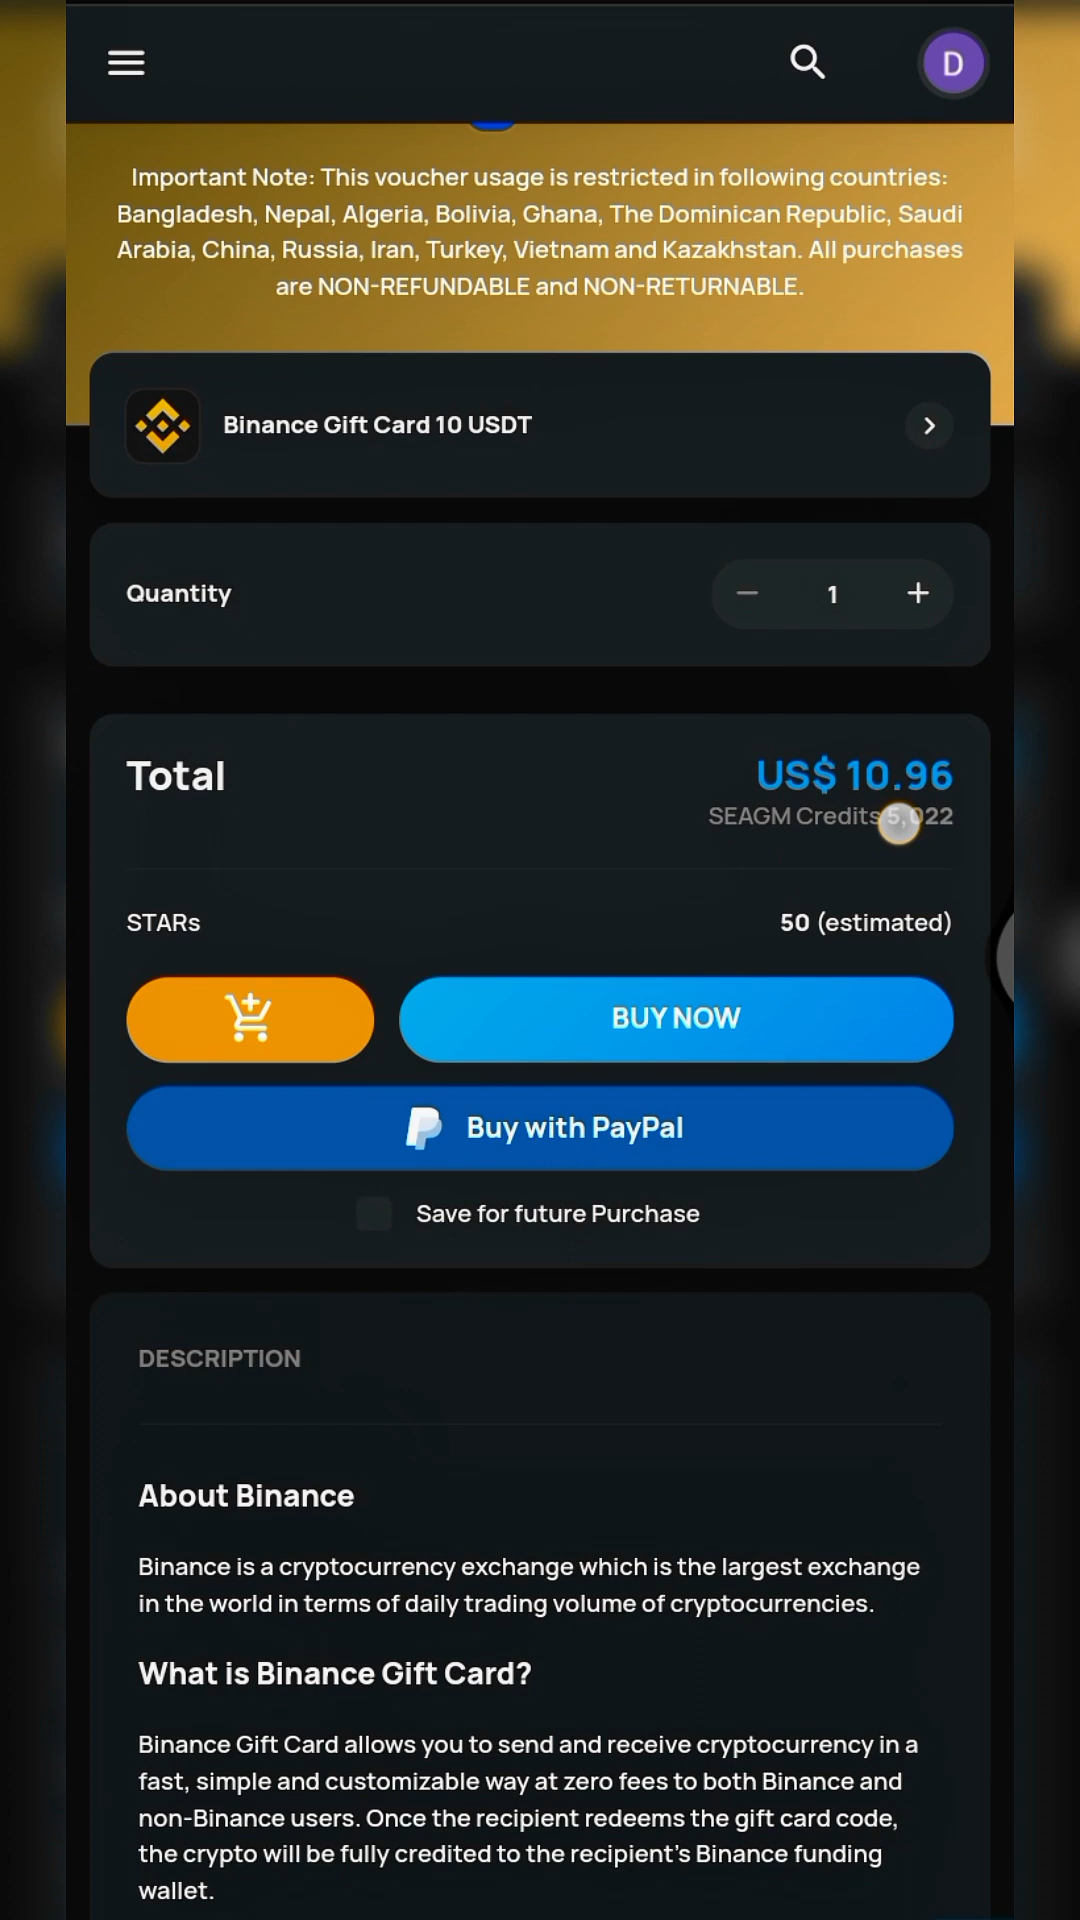 D
Important Note: This voucher usage is restricted in following countries:
Bangladesh, Nepal, Algeria, Bolivia, Ghana, The Dominican Republic, Saudi
Arabia, China, Russia, Iran, Turkey, Vietnam and Kazakhstan. All purchases
are NON-REFUNDABLE and NON-RETURNABLE.
Binance Gift Card 10 USDT
Quantity
1
Total
US$ 10.96
SEAGM Credits 5,022
STARs
50 (estimated)
BUY NOW
Buy with PayPal
Save for future Purchase
DESCRIPTION
About Binance
Binance is a cryptocurrency exchange which is the largest exchange
in the world in terms of daily trading volume of cryptocurrencies.
What is Binance Gift Card?
Binance Gift Card allows you to send and receive cryptocurrency in a
fast, simple and customizable way at zero fees to both Binance and
non-Binance users. Once the recipient redeems the gift card code,
the crypto will be fully credited to the recipient's Binance funding
wallet.